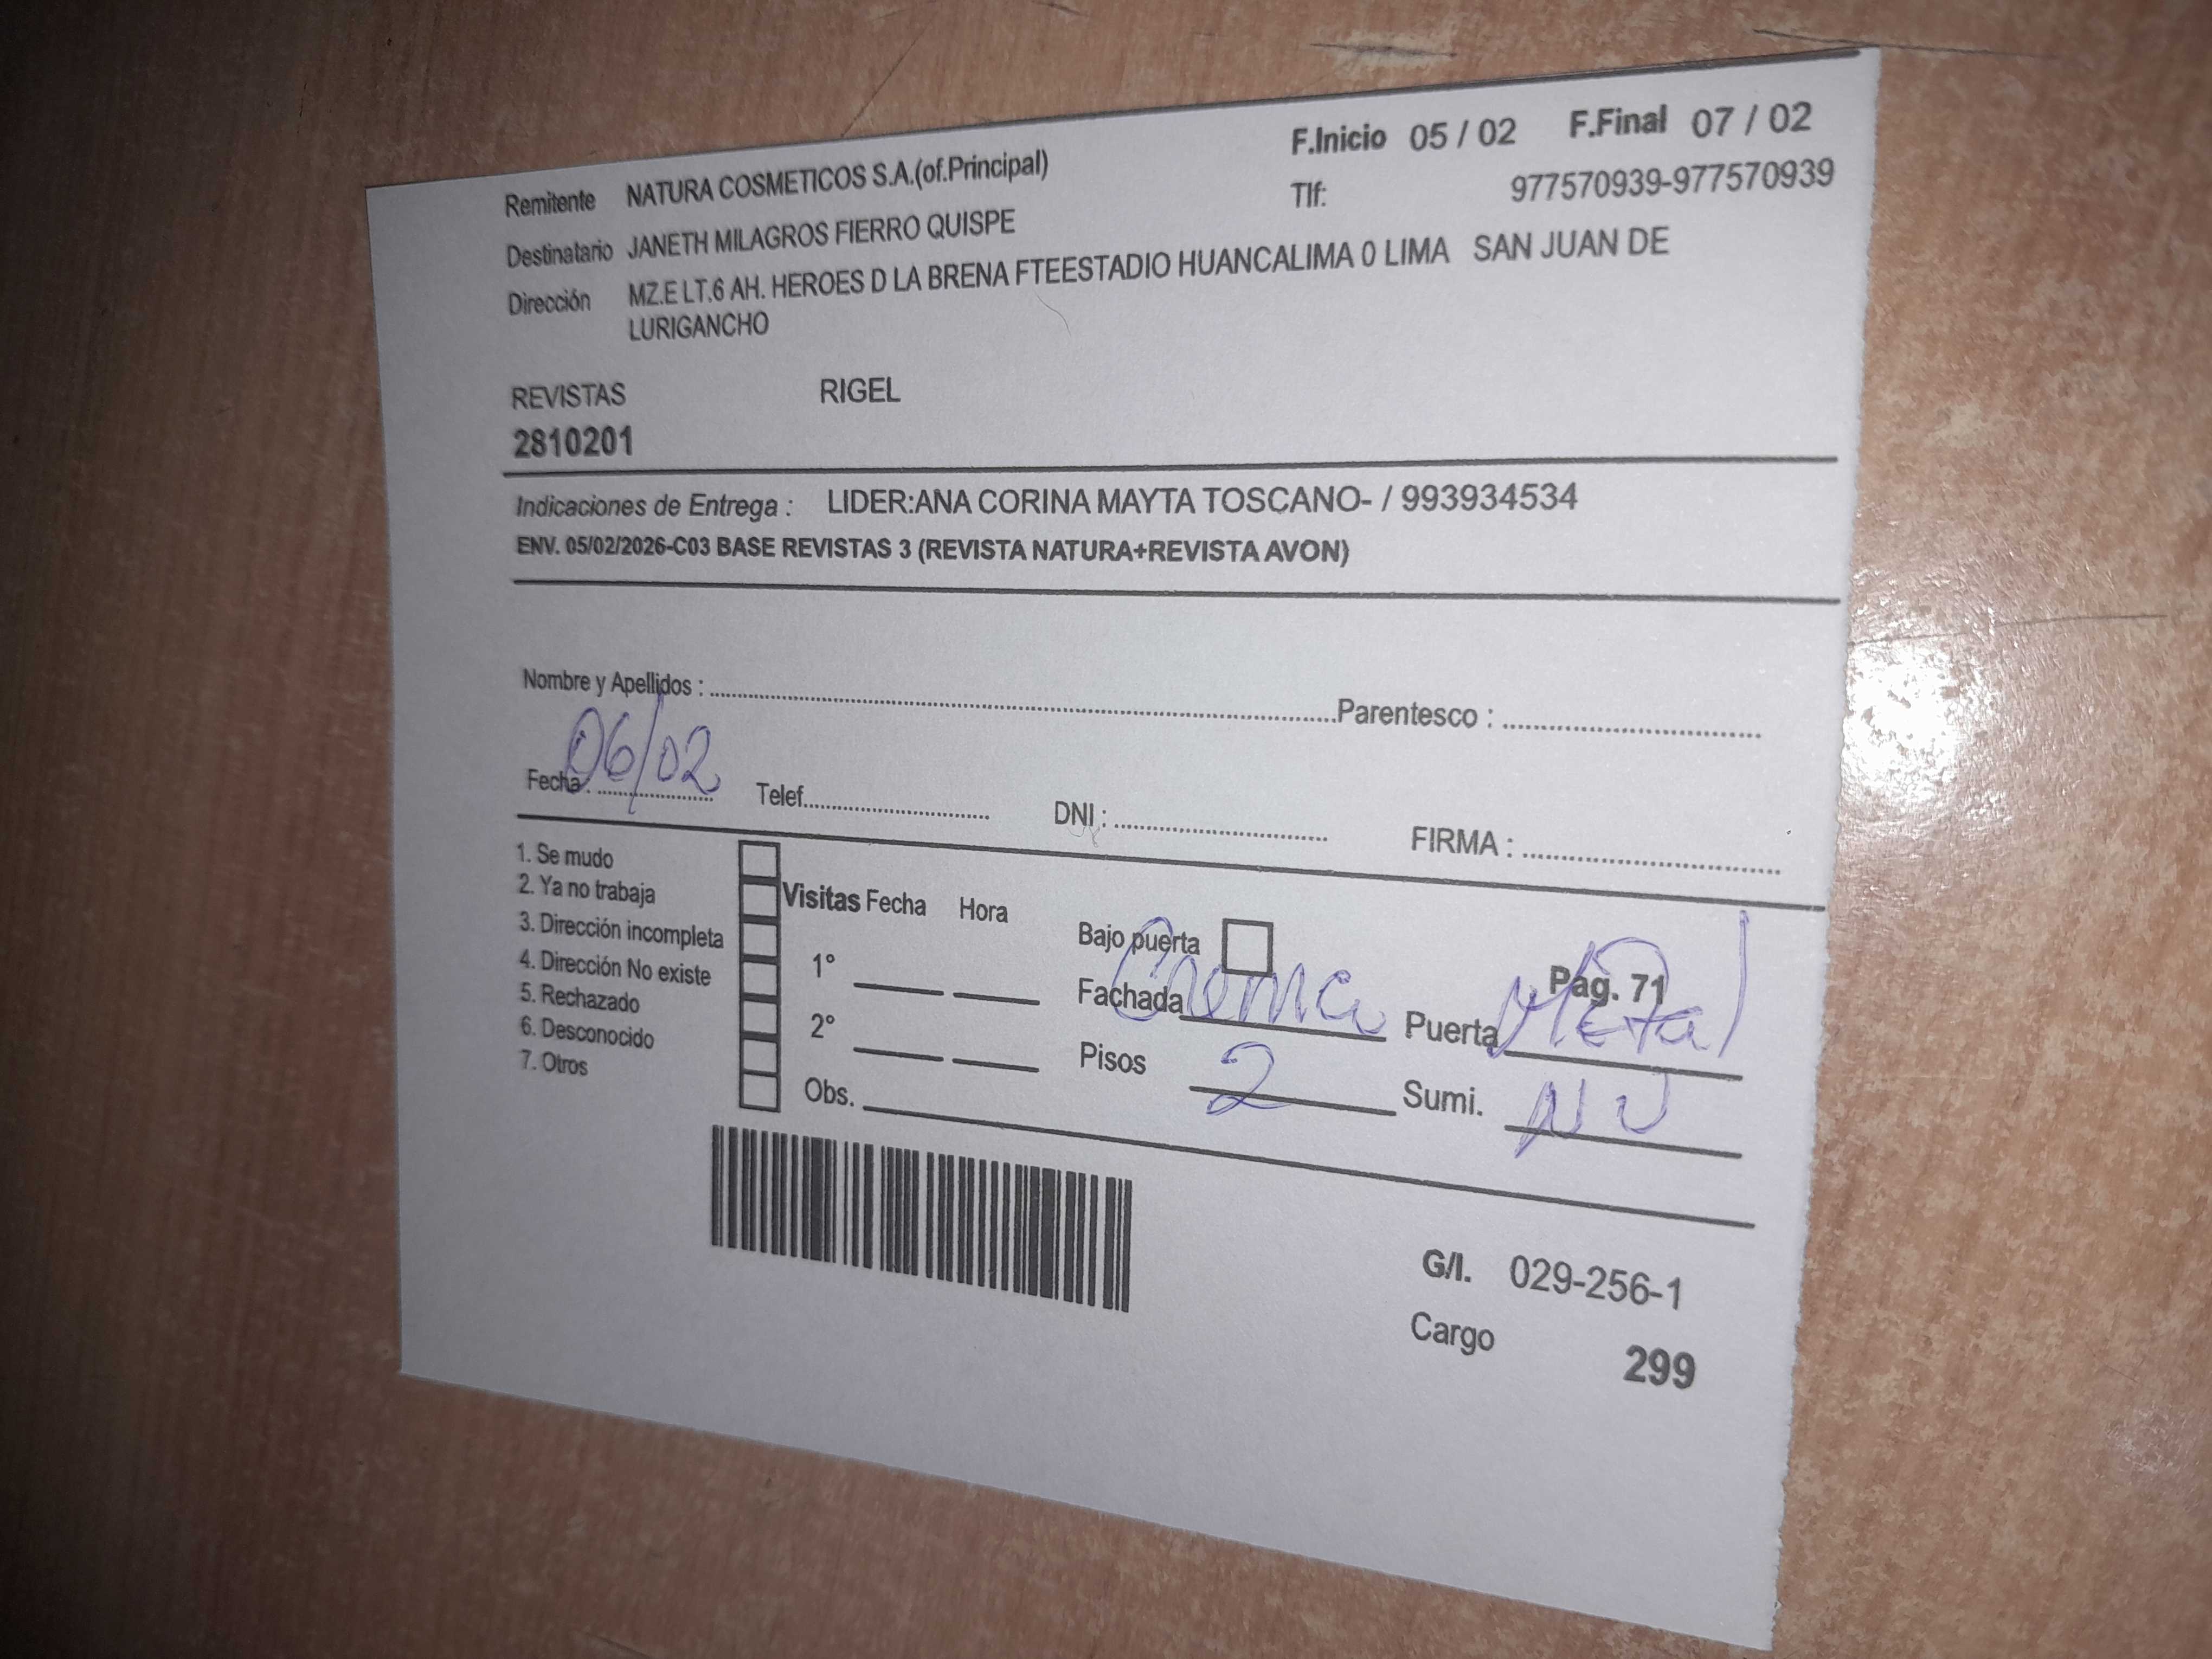 F.Inicio 05 / 02 F.Final 07 / 02
Remitente NATURA COSMETICOS S.A.(of.Principal) Tlf: 977570939-977570939
Destinatario JANETH MILAGROS FIERRO QUISPE
Dirección MZ.E LT.6 AH. HEROES D LA BRENA FTEESTADIO HUANCALIMA 0 LIMA SAN JUAN DE
LURIGANCHO
REVISTAS RIGEL
2810201
Indicaciones de Entrega : LIDER:ANA CORINA MAYTA TOSCANO- / 993934534
ENV. 05/02/2026-C03 BASE REVISTAS 3 (REVISTA NATURA+REVISTA AVON)
Nombre y Apellidos : Parentesco :
Fecha : 06/02 Telef. DNI : FIRMA :
1. Se mudo
2. Ya no trabaja
3. Dirección incompleta
4. Dirección No existe
5. Rechazado
6. Desconocido
7. Otros
Visitas Fecha Hora
1°
2°
Obs.
Bajo puerta Pag. 71
Fachada Crema Puerta Metal
Pisos 2 Sumi.
G/I. 029-256-1
Cargo 299